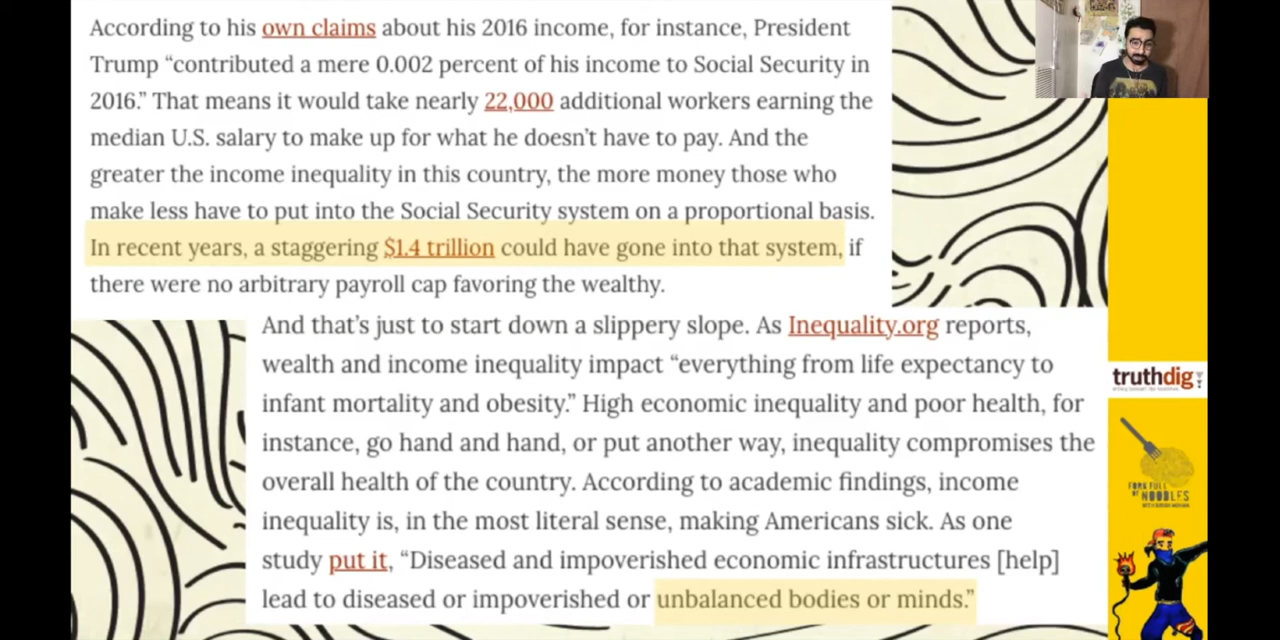 According to his own claims about his 2016 income, for instance, President
Trump “contributed a mere 0.002 percent of his income to Social Security in
2016.” That means it would take nearly 22,000 additional workers earning the
median U.S. salary to make up for what he doesn’t have to pay. And the
greater the income inequality in this country, the more money those who
make less have to put into the Social Security system on a proportional basis.
In recent years, a staggering $1.4 trillion could have gone into that system, if
there were no arbitrary payroll cap favoring the wealthy.
And that’s just to start down a slippery slope. As Inequality.org reports,
wealth and income inequality impact “everything from life expectancy to
infant mortality and obesity.” High economic inequality and poor health, for
instance, go hand and hand, or put another way, inequality compromises the
overall health of the country. According to academic findings, income
inequality is, in the most literal sense, making Americans sick. As one
study put it, “Diseased and impoverished economic infrastructures [help]
lead to diseased or impoverished or unbalanced bodies or minds.”
truthdig
FORK FULL
OF NOODLES